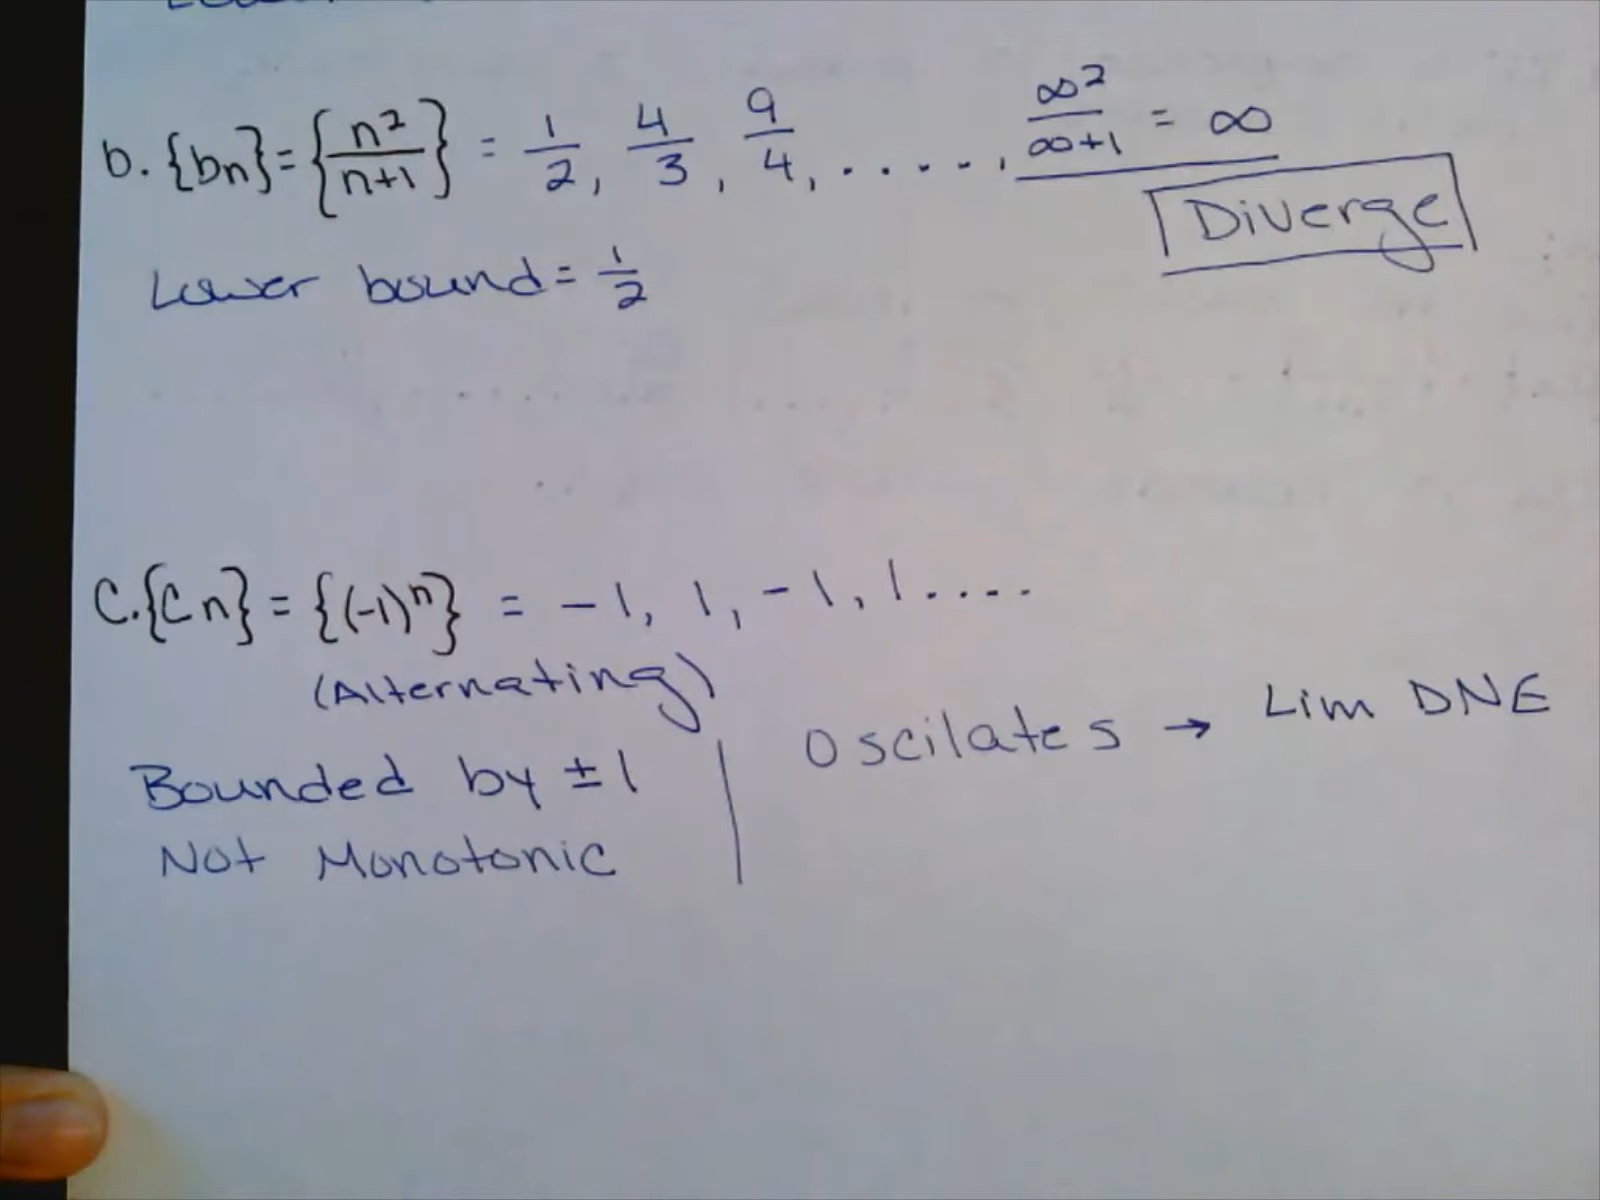 b. {bn} = {n²/n+1} = 1/2, 4/3, 9/4, ....., ∞²/∞+1 = ∞
Diverge
Lower bound = 1/2
C. {Cn} = {(-1)ⁿ} = -1, 1, -1, 1....
(Alternating)
Bounded by ±1
Not Monotonic
Oscilates → Lim DNE